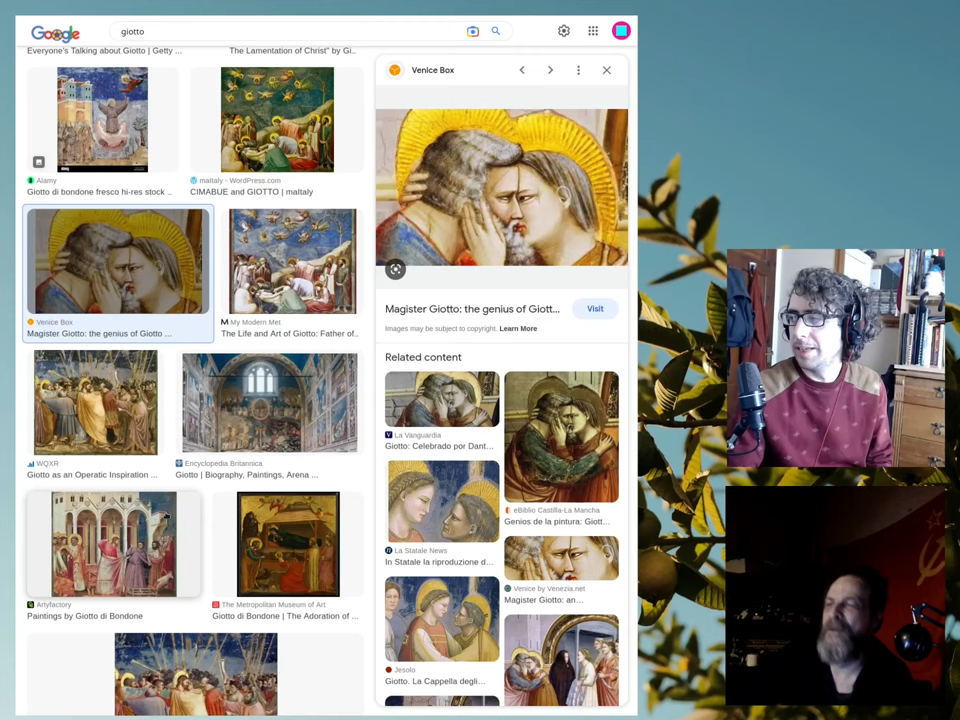 Google
giotto
Everyone's Talking about Giotto | Getty ...
The Lamentation of Christ" by Gi..
Alamy
Giotto di bondone fresco hi-res stock ..
maItaly - WordPress.com
CIMABUE and GIOTTO | maItaly
Venice Box
Magister Giotto: the genius of Giotto ...
My Modern Met
The Life and Art of Giotto: Father of..
WQXR
Giotto as an Operatic Inspiration ...
Encyclopedia Britannica
Giotto | Biography, Paintings, Arena ...
Artyfactory
Paintings by Giotto di Bondone
The Metropolitan Museum of Art
Giotto di Bondone | The Adoration of ...
Venice Box
Magister Giotto: the genius of Giott...
Visit
Images may be subject to copyright. Learn More
Related content
La Vanguardia
Giotto: Celebrado por Dant...
eBiblio Castilla-La Mancha
Genios de la pintura: Giott...
La Statale News
In Statale la riproduzione d...
Venice by Venezia.net
Magister Giotto: an...
Jesolo
Giotto. La Cappella degli...